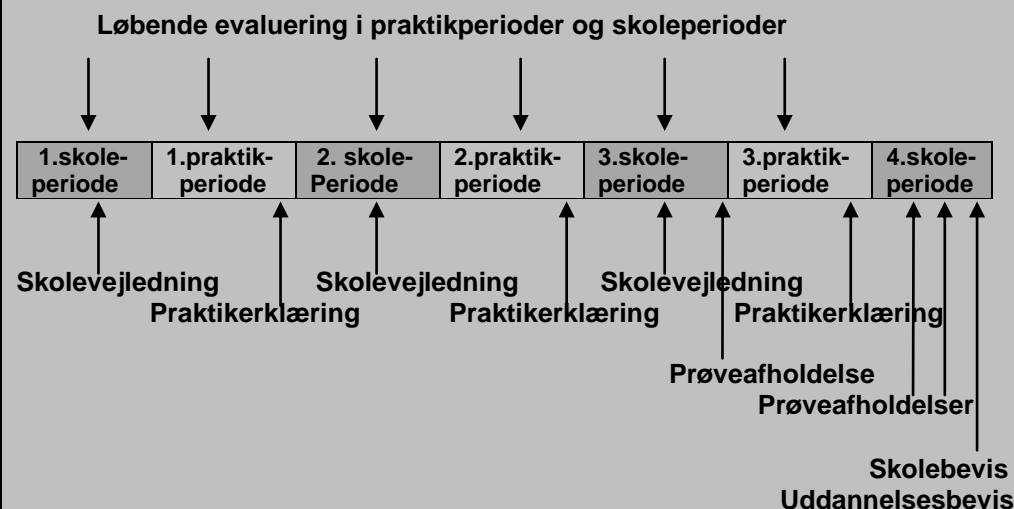 Løbende evaluering i praktikperioder og skoleperioder
1.skole-
periode
1.praktik-
periode
2. skole-
Periode
2.praktik-
periode
3.skole-
periode
3.praktik-
periode
4.skole-
periode
Skolevejledning
Skolevejledning
Skolevejledning
Praktikerklæring
Praktikerklæring
Praktikerklæring
Prøveafholdelse
Prøveafholdelser
Skolebevis
Uddannelsesbevis